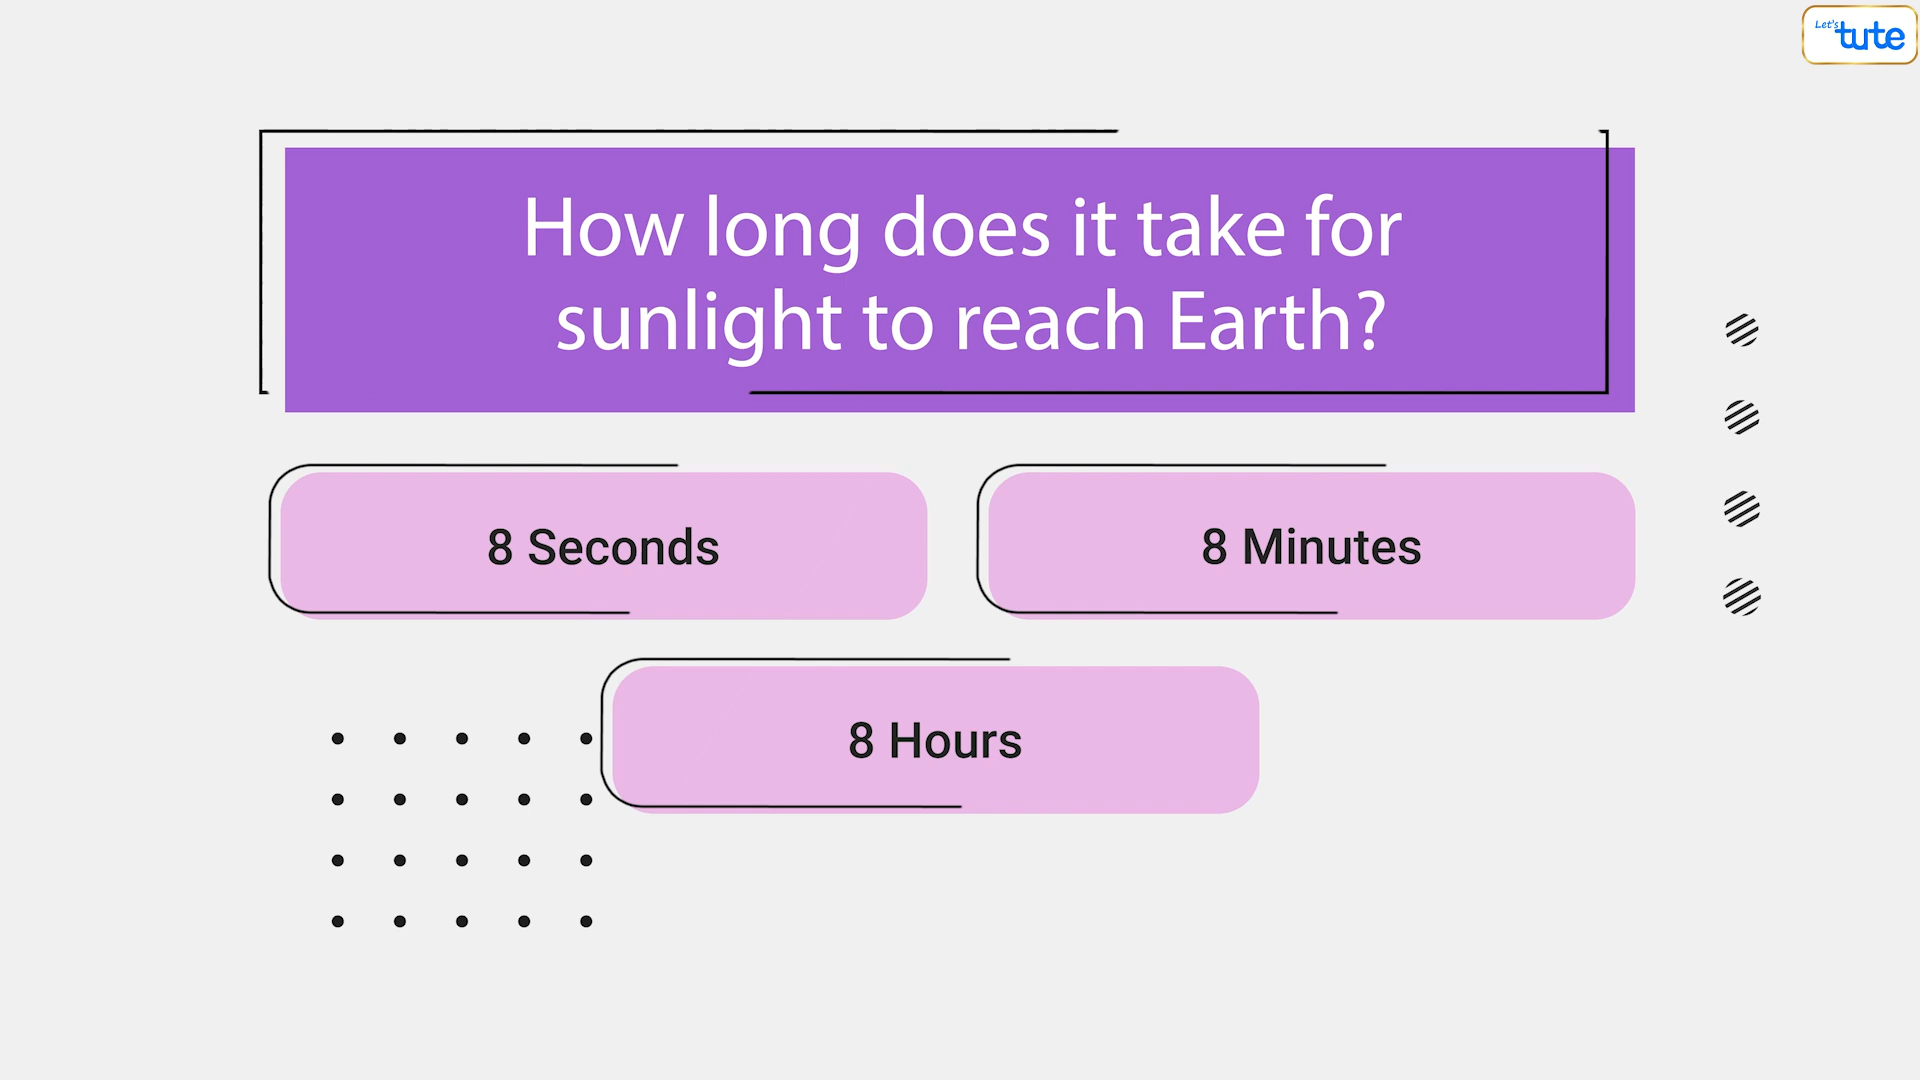 Let's tute
How long does it take for
sunlight to reach Earth?
8 Seconds
8 Minutes
8 Hours